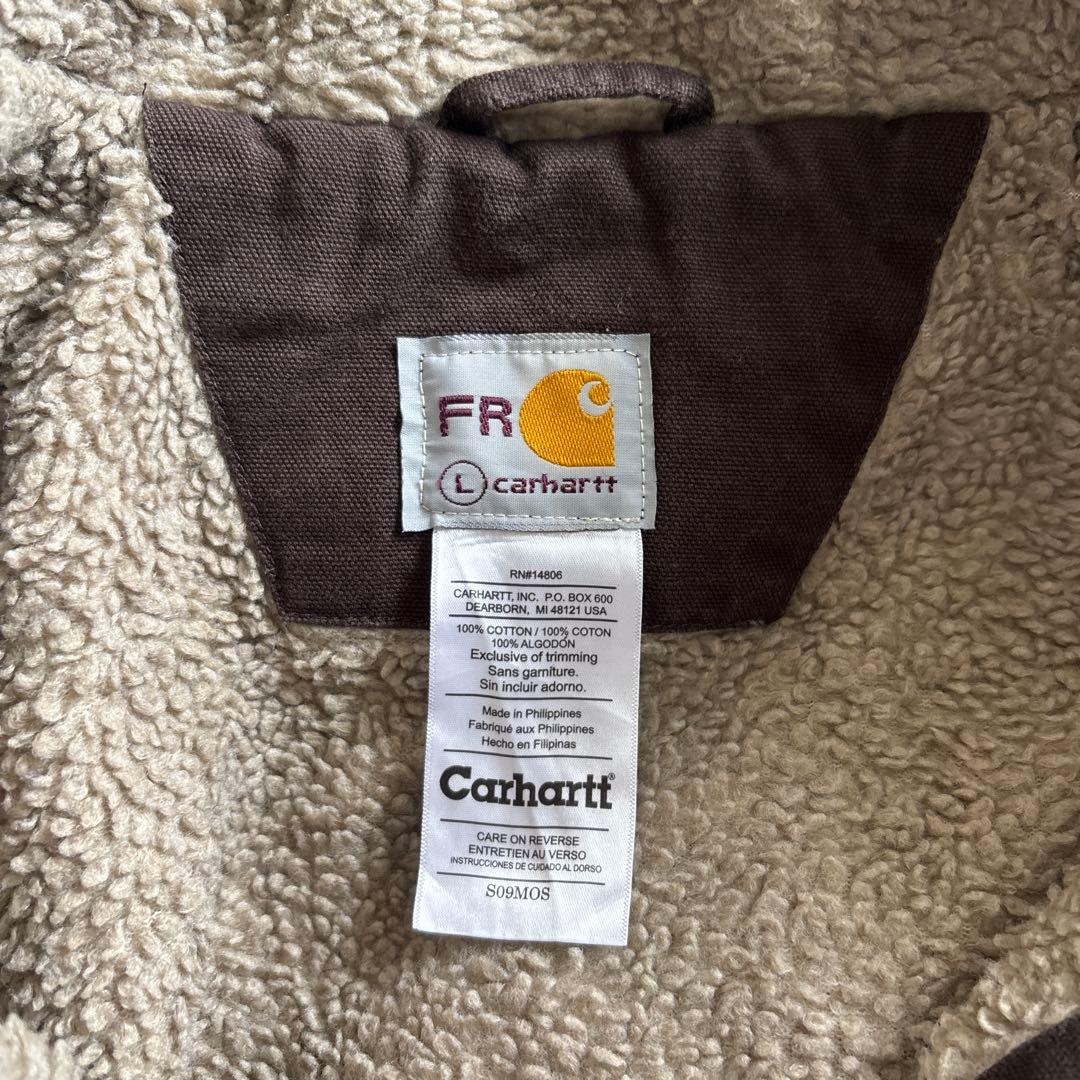 FR
L carhartt
RN#14806
CARHARTT, INC. P.O. BOX 600
DEARBORN, MI 48121 USA
100% COTTON / 100% COTON
100% ALGODÓN
Exclusive of trimming
Sans garniture.
Sin incluir adorno.
Made in Philippines
Fabriqué aux Philippines
Hecho en Filipinas
Carhartt®
CARE ON REVERSE
ENTRETIEN AU VERSO
INSTRUCCIONES DE CUIDADO AL DORSO
S09MOS